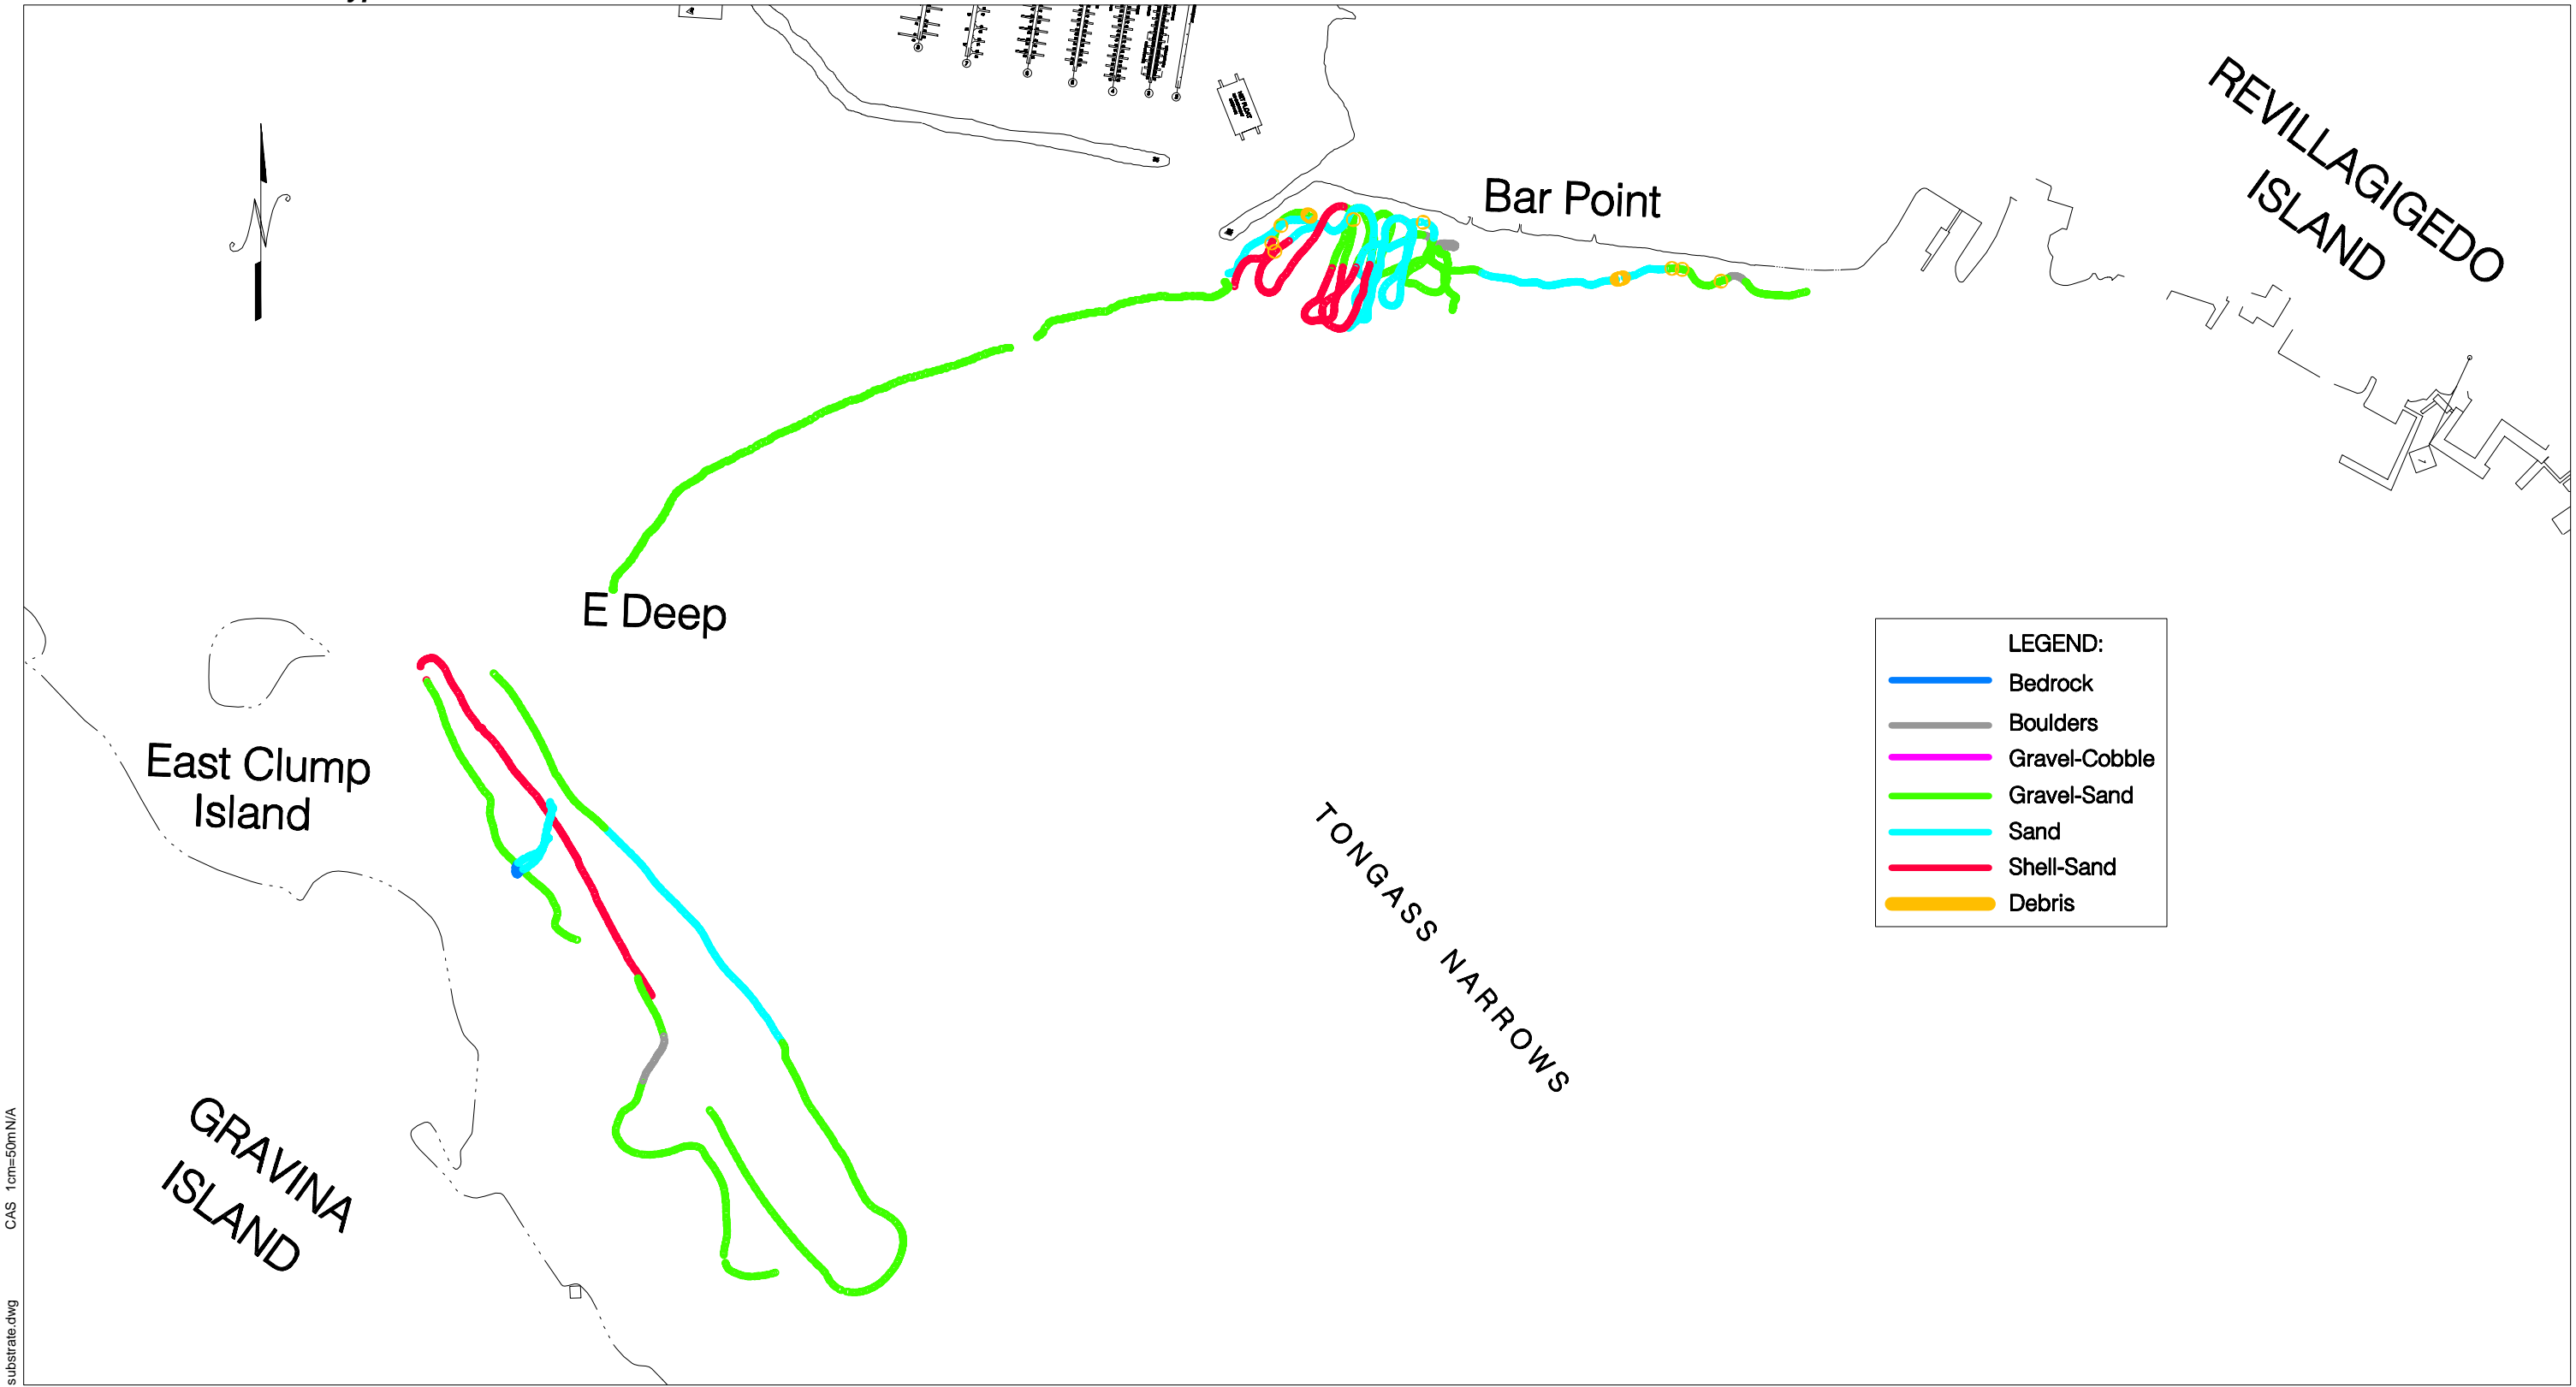 REVILLAGIGEDO
ISLAND
Bar Point
E Deep
East Clump
Island
GRAVINA
ISLAND
TONGASS NARROWS
LEGEND:
Bedrock
Boulders
Gravel-Cobble
Gravel-Sand
Sand
Shell-Sand
Debris
substrate.dwg CAS 1cm=50m N/A